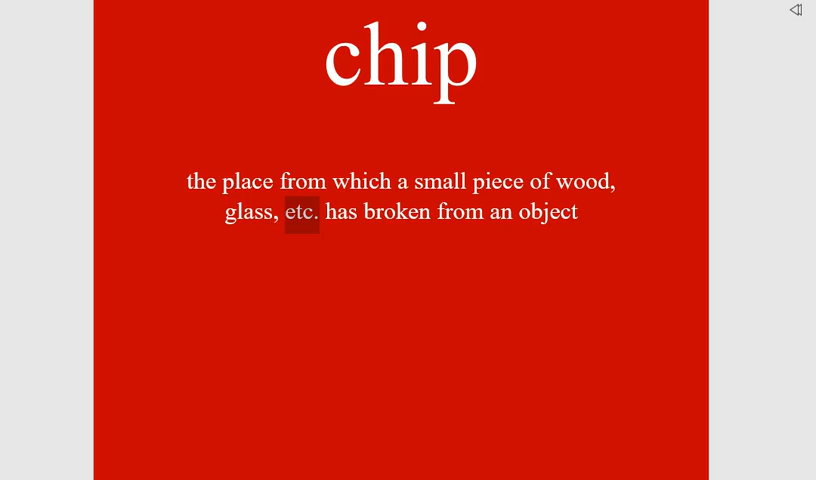 chip
the place from which a small piece of wood,
glass, etc. has broken from an object